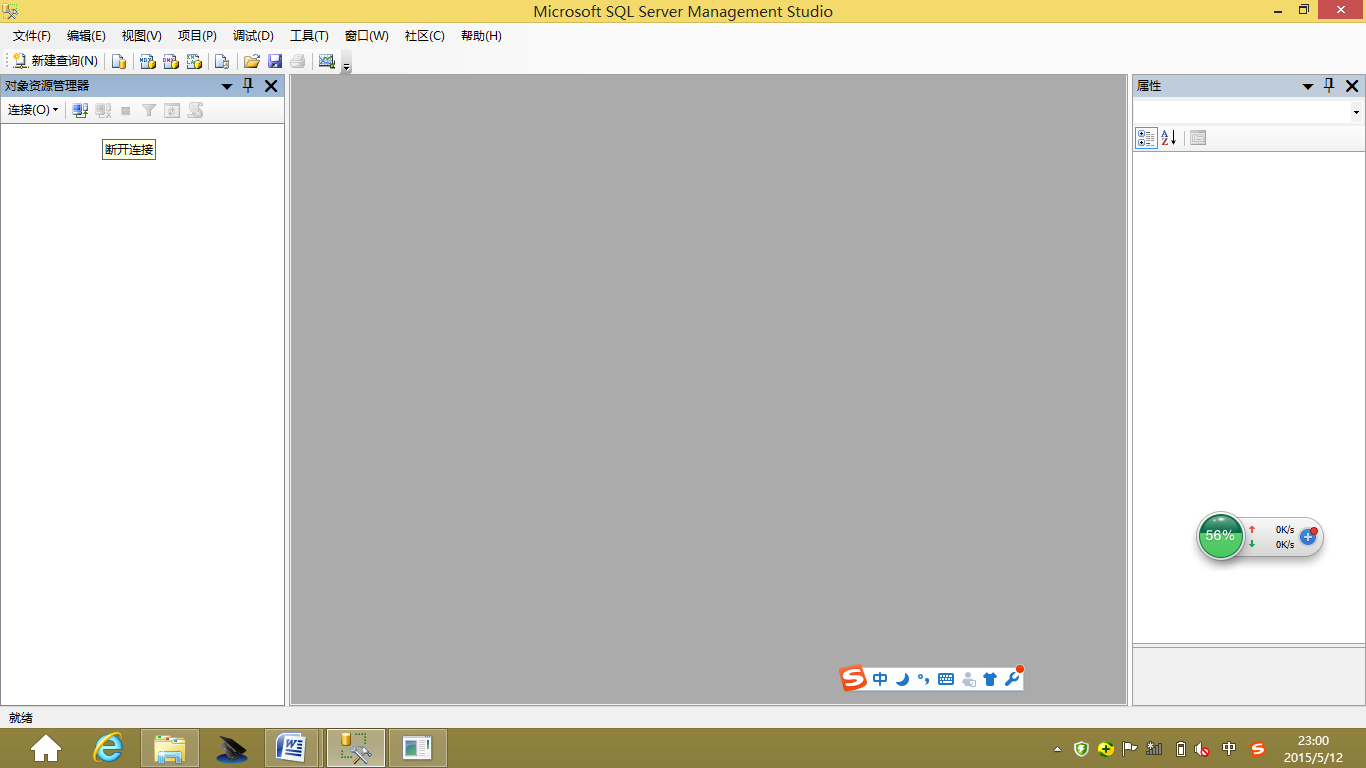 Microsoft SQL Server Management Studio
文件(F) 编辑(E) 视图(V) 项目(P) 调试(D) 工具(T) 窗口(W) 社区(C) 帮助(H)
新建查询(N)
对象资源管理器
连接(O)
断开连接
属性
56%
0K/s
0K/s
中
就绪
中
23:00
2015/5/12